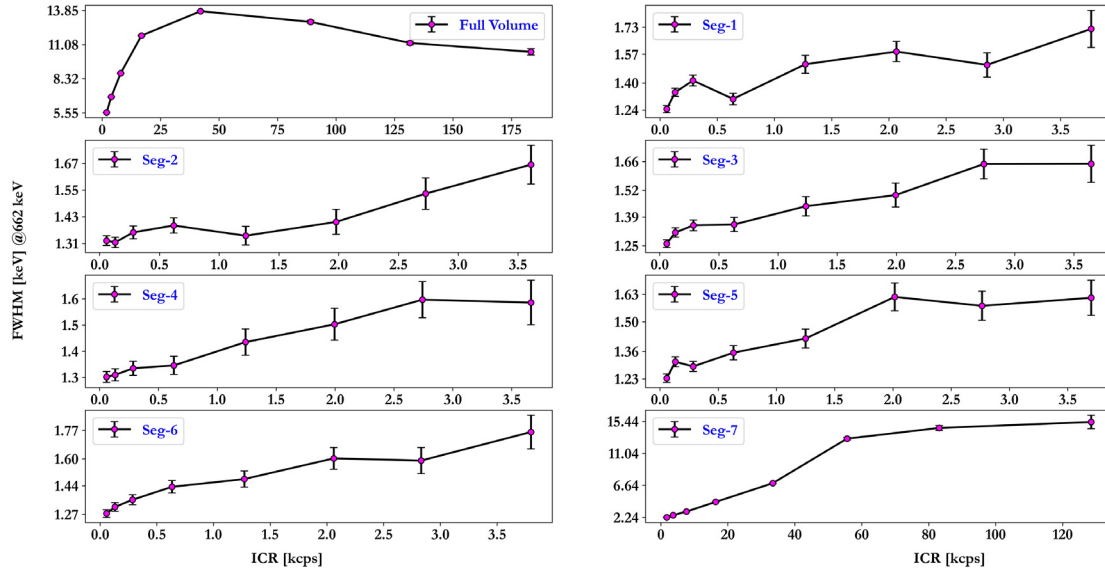 Full Volume
13.85
11.08
8.32
5.55
0 25 50 75 100 125 150 175
Seg-1
1.73
1.57
1.40
1.24
0.0 0.5 1.0 1.5 2.0 2.5 3.0 3.5
Seg-2
1.67
1.55
1.43
1.31
0.0 0.5 1.0 1.5 2.0 2.5 3.0 3.5
Seg-3
1.66
1.52
1.39
1.25
0.0 0.5 1.0 1.5 2.0 2.5 3.0 3.5
FWHM [keV] @662 keV
Seg-4
1.6
1.5
1.4
1.3
0.0 0.5 1.0 1.5 2.0 2.5 3.0 3.5
Seg-5
1.63
1.50
1.36
1.23
0.0 0.5 1.0 1.5 2.0 2.5 3.0 3.5
Seg-6
1.77
1.60
1.44
1.27
0.0 0.5 1.0 1.5 2.0 2.5 3.0 3.5
ICR [kcps]
Seg-7
15.44
11.04
6.64
2.24
0 20 40 60 80 100 120
ICR [kcps]